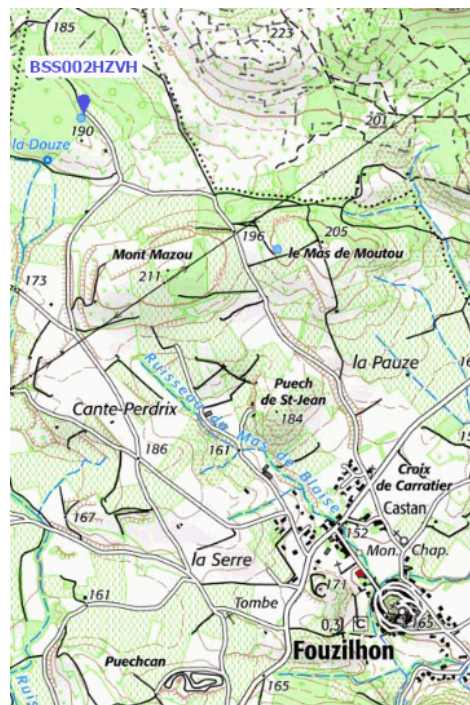 185
223
BSS002HZVH
190
201
la Douze
196
205
Mont Mazou
le Mas de Moutou
211
173
la Pauze
Ruisseau du Mas de Blaise
Puech
de St-Jean
Cante-Perdrix
184
161
186
Croix
de Carratier
Castan
167
152
Mon.
Chap.
la Serre
171
161
Tombe
0,3
C
165
Fouzilhon
Puechcan
165